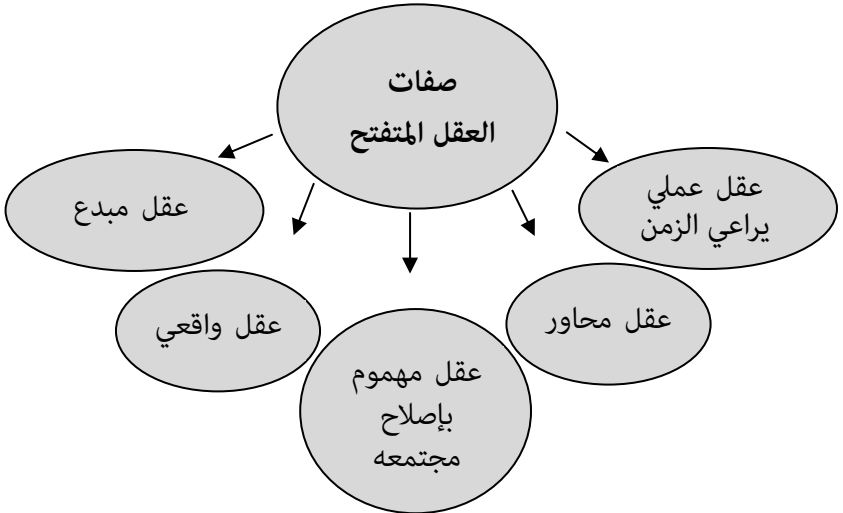 صفات
العقل المتفتح
عقل عملي
يراعي الزمن
عقل محاور
عقل مهموم
بإصلاح
مجتمعه
عقل واقعي
عقل مبدع